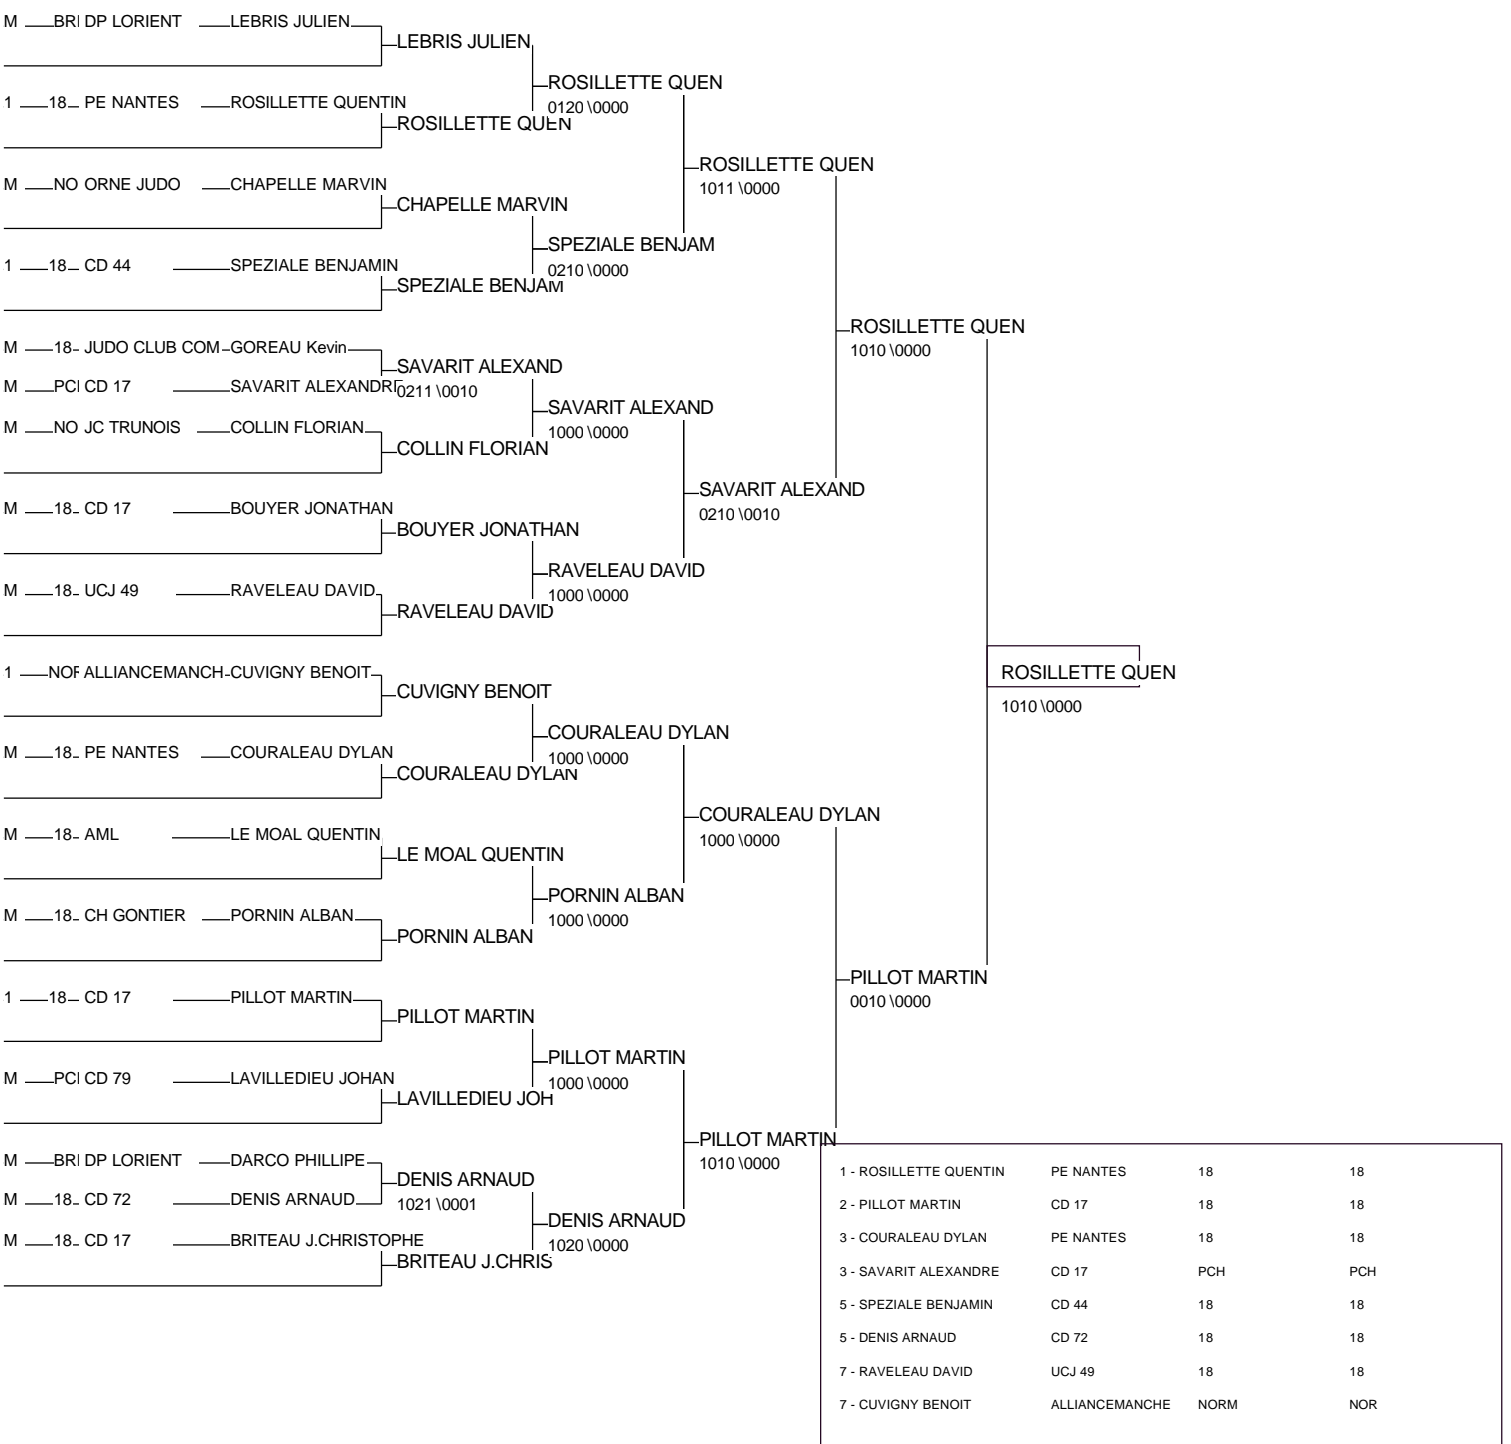 M BRI DP LORIENT LEBRIS JULIEN
LEBRIS JULIEN
ROSILLETTE QUEN
0120 \0000
1 18 PE NANTES ROSILLETTE QUENTIN
ROSILLETTE QUEN
ROSILLETTE QUEN
1011 \0000
M NO ORNE JUDO CHAPELLE MARVIN
CHAPELLE MARVIN
SPEZIALE BENJAM
0210 \0000
1 18 CD 44 SPEZIALE BENJAMIN
SPEZIALE BENJAM
ROSILLETTE QUEN
1010 \0000
M 18 JUDO CLUB COM GOREAU Kevin
SAVARIT ALEXAND
0211 \0010
M PCH CD 17 SAVARIT ALEXANDRE
SAVARIT ALEXAND
1000 \0000
M NO JC TRUNOIS COLLIN FLORIAN
COLLIN FLORIAN
SAVARIT ALEXAND
0210 \0010
M 18 CD 17 BOUYER JONATHAN
BOUYER JONATHAN
RAVELEAU DAVID
1000 \0000
M 18 UCJ 49 RAVELEAU DAVID
RAVELEAU DAVID
ROSILLETTE QUEN
1010 \0000
1 NOR ALLIANCEMANCH CUVIGNY BENOIT
CUVIGNY BENOIT
COURALEAU DYLAN
1000 \0000
M 18 PE NANTES COURALEAU DYLAN
COURALEAU DYLAN
COURALEAU DYLAN
1000 \0000
M 18 AML LE MOAL QUENTIN
LE MOAL QUENTIN
PORNIN ALBAN
1000 \0000
M 18 CH GONTIER PORNIN ALBAN
PORNIN ALBAN
PILLOT MARTIN
0010 \0000
1 18 CD 17 PILLOT MARTIN
PILLOT MARTIN
PILLOT MARTIN
1000 \0000
M PCH CD 79 LAVILLEDIEU JOHAN
LAVILLEDIEU JOH
PILLOT MARTIN
1010 \0000
M BRI DP LORIENT DARCO PHILLIPE
DENIS ARNAUD
1021 \0001
M 18 CD 72 DENIS ARNAUD
DENIS ARNAUD
1020 \0000
M 18 CD 17 BRITEAU J.CHRISTOPHE
BRITEAU J.CHRIS
1 - ROSILLETTE QUENTIN PE NANTES 18 18
2 - PILLOT MARTIN CD 17 18 18
3 - COURALEAU DYLAN PE NANTES 18 18
3 - SAVARIT ALEXANDRE CD 17 PCH PCH
5 - SPEZIALE BENJAMIN CD 44 18 18
5 - DENIS ARNAUD CD 72 18 18
7 - RAVELEAU DAVID UCJ 49 18 18
7 - CUVIGNY BENOIT ALLIANCEMANCHE NORM NOR